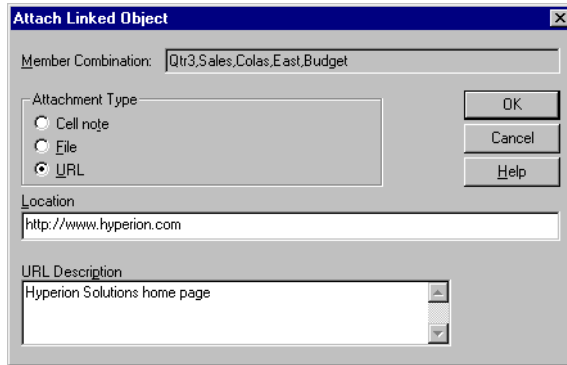 Attach Linked Object
Member Combination: Qtr3,Sales,Colas,East,Budget
Attachment Type
Cell note
File
URL
OK
Cancel
Help
Location
http://www.hyperion.com
URL Description
Hyperion Solutions home page